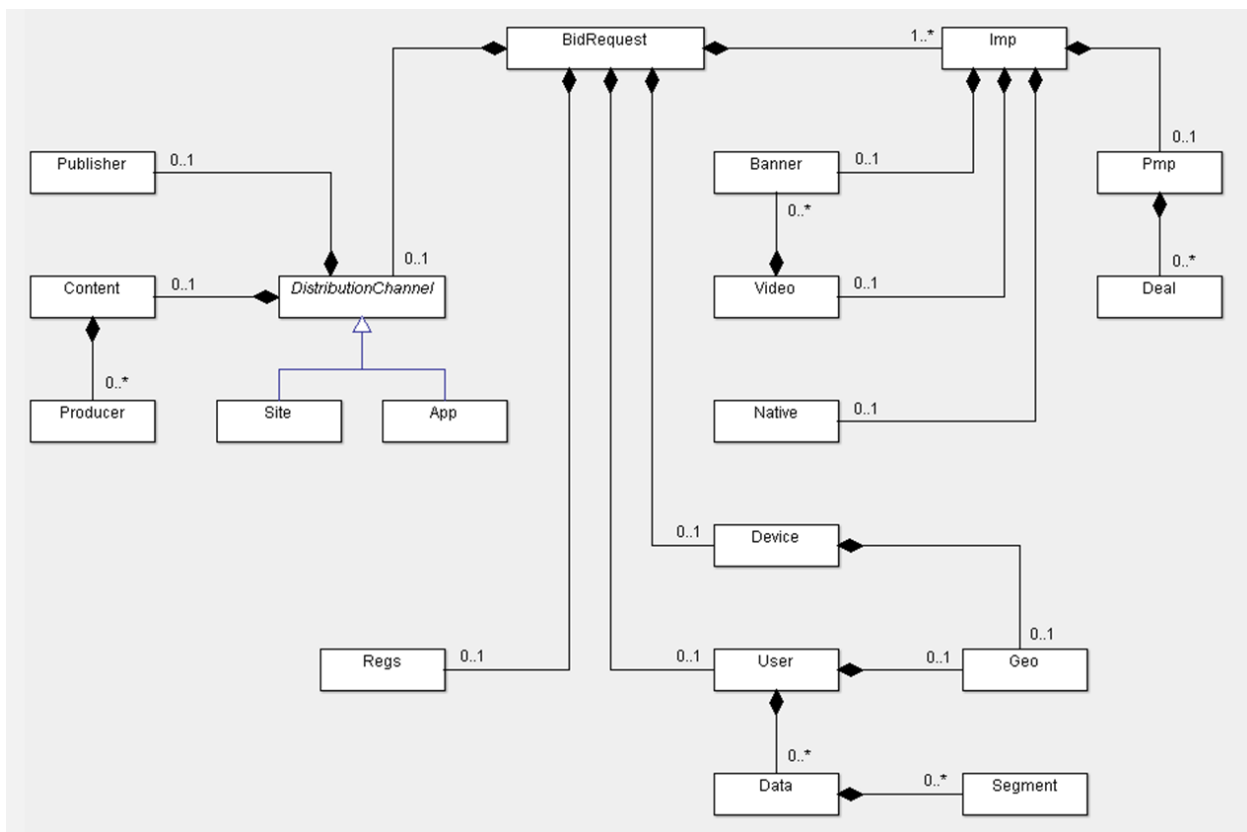 BidRequest
1..*
Imp
Publisher
0..1
Banner
0..1
0..1
Pmp
0..*
Content
0..1
0..1
DistributionChannel
Video
0..1
0..*
Deal
0..*
Producer
Site
App
Native
0..1
0..1
Device
0..1
Regs
0..1
0..1
User
0..1
Geo
0..*
Data
0..*
Segment